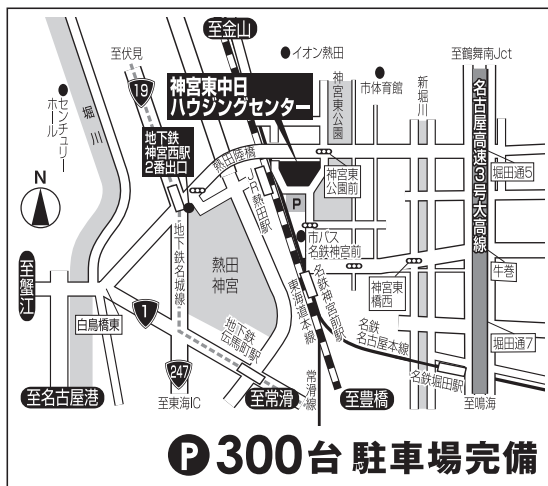 至金山
至伏見
イオン熱田
至鶴舞南Jct
19
神宮東中日
ハウジングセンター
神宮東公園
市体育館
新堀川
名古屋高速3号大高線
センチュリー
ホール
堀川
地下鉄
神宮西駅
2番出口
熱田陸橋
神宮東
公園前
堀田通5
N
JR熱田駅
P
市バス
名鉄神宮前
地下鉄名城線
熱田
神宮
神宮東
橋西
牛巻
至蟹江
1
白鳥橋東
地下鉄
伝馬町駅
東海道本線
名鉄神宮前駅
名鉄
名古屋本線
堀田通7
名鉄堀田駅
247
至名古屋港
至東海IC
至常滑
常滑線
至豊橋
至鳴海
P300台駐車場完備